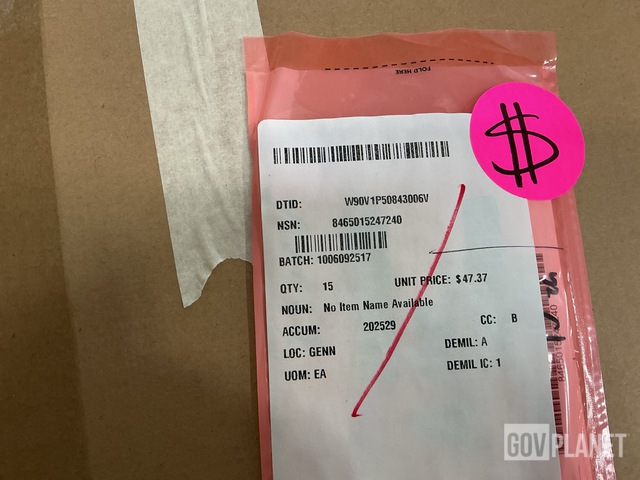 FOLD HERE
$
DTID: W90V1P50843006V
NSN: 8465015247240
BATCH: 1006092517
QTY: 15 UNIT PRICE: $47.37
NOUN: No Item Name Available
ACCUM: 202529 CC: B
LOC: GENN DEMIL: A
UOM: EA DEMIL IC: 1
GOVPLANET